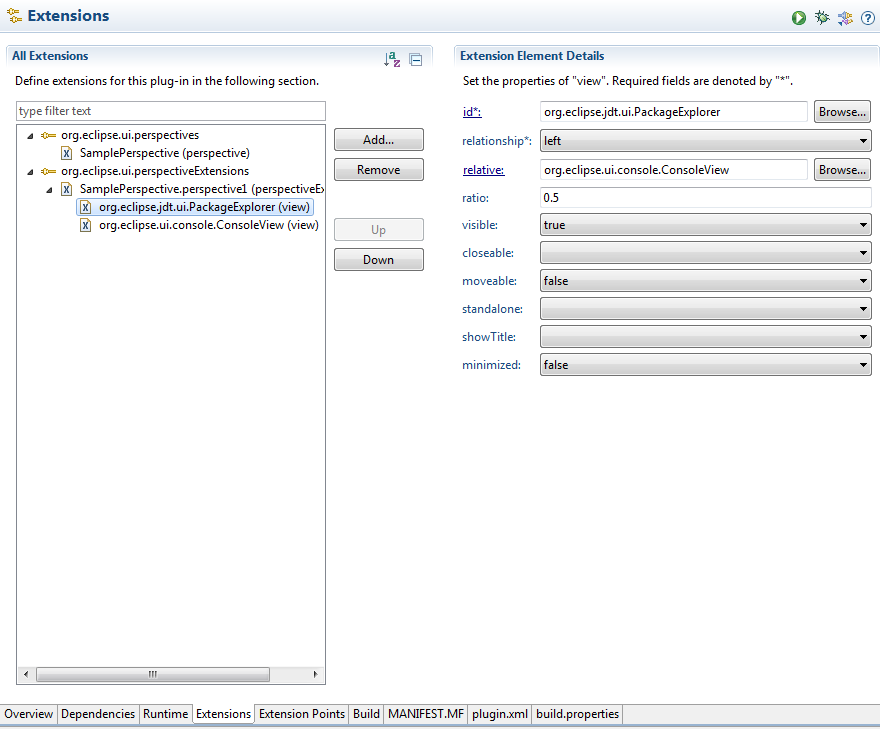 Extensions
All Extensions
Define extensions for this plug-in in the following section.
type filter text
org.eclipse.ui.perspectives
SamplePerspective (perspective)
org.eclipse.ui.perspectiveExtensions
SamplePerspective.perspective1 (perspectiveEx
org.eclipse.jdt.ui.PackageExplorer (view)
org.eclipse.ui.console.ConsoleView (view)
Add...
Remove
Up
Down
Extension Element Details
Set the properties of "view". Required fields are denoted by "*".
id*: org.eclipse.jdt.ui.PackageExplorer Browse...
relationship*: left
relative: org.eclipse.ui.console.ConsoleView Browse...
ratio: 0.5
visible: true
closeable:
moveable: false
standalone:
showTitle:
minimized: false
Overview Dependencies Runtime Extensions Extension Points Build MANIFEST.MF plugin.xml build.properties